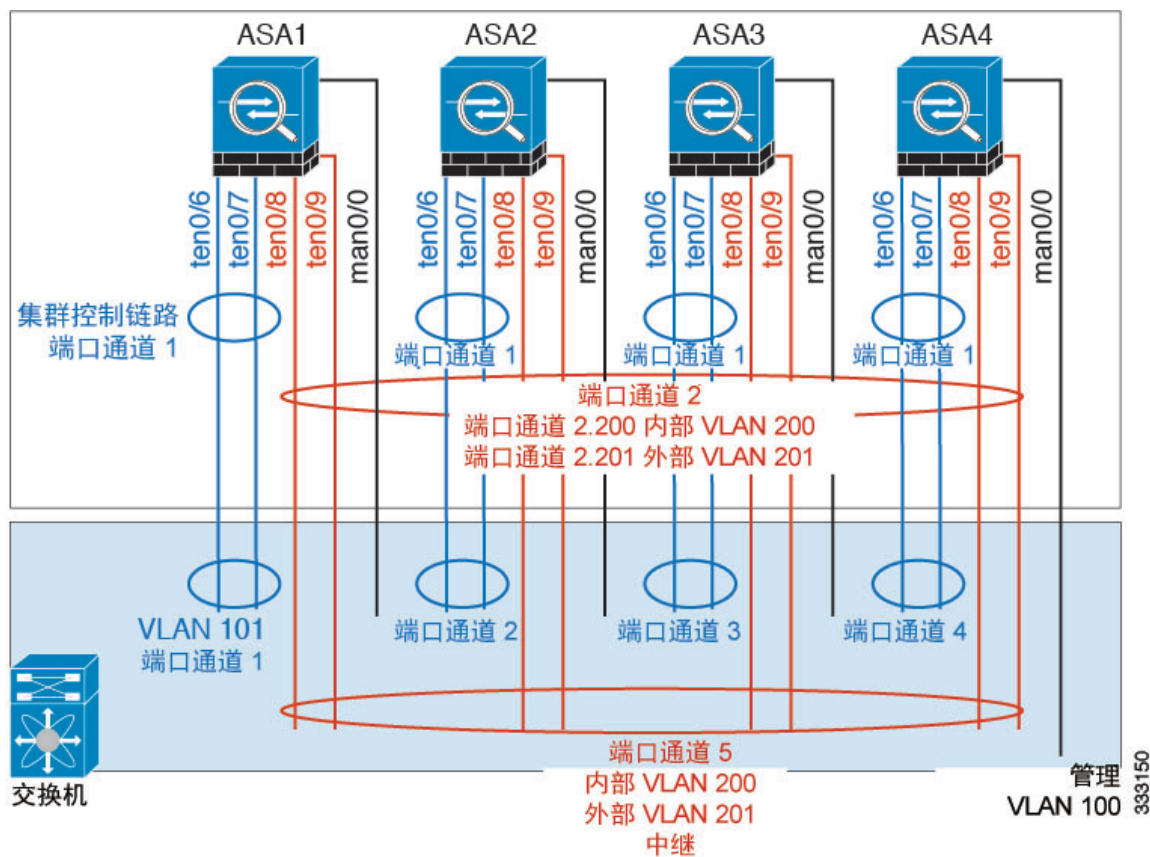 ASA1
ASA2
ASA3
ASA4
ten0/6
ten0/7
ten0/8
ten0/9
man0/0
ten0/6
ten0/7
ten0/8
ten0/9
man0/0
ten0/6
ten0/7
ten0/8
ten0/9
man0/0
ten0/6
ten0/7
ten0/8
ten0/9
man0/0
集群控制链路
端口通道 1
端口通道 1
端口通道 1
端口通道 1
端口通道 2
端口通道 2.200 内部 VLAN 200
端口通道 2.201 外部 VLAN 201
VLAN 101
端口通道 1
端口通道 2
端口通道 3
端口通道 4
交换机
端口通道 5
内部 VLAN 200
外部 VLAN 201
中继
管理
VLAN 100
333150